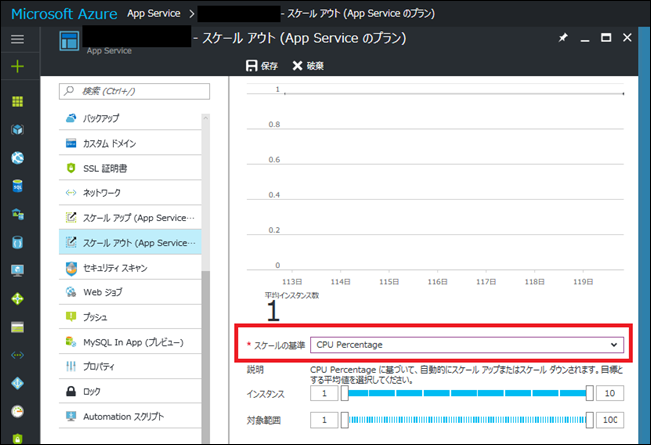 Microsoft Azure App Service > - スケール アウト (App Service のプラン)
- スケール アウト (App Service のプラン)
App Service
保存 破棄
検索 (Ctrl+/)
バックアップ
カスタム ドメイン
SSL 証明書
ネットワーク
スケール アップ (App Service…
スケール アウト (App Service…
セキュリティ スキャン
Web ジョブ
プッシュ
MySQL In App (プレビュー)
プロパティ
ロック
Automation スクリプト
1
0.8
0.6
0.4
0.2
0
113日 114日 115日 116日 117日 118日 119日
平均インスタンス数
1
* スケールの基準 CPU Percentage
説明 CPU Percentage に基づいて、自動的にスケール アップまたはスケール ダウンされます。目標と
する平均値を選択してください。
インスタンス 1 10
対象範囲 1 100